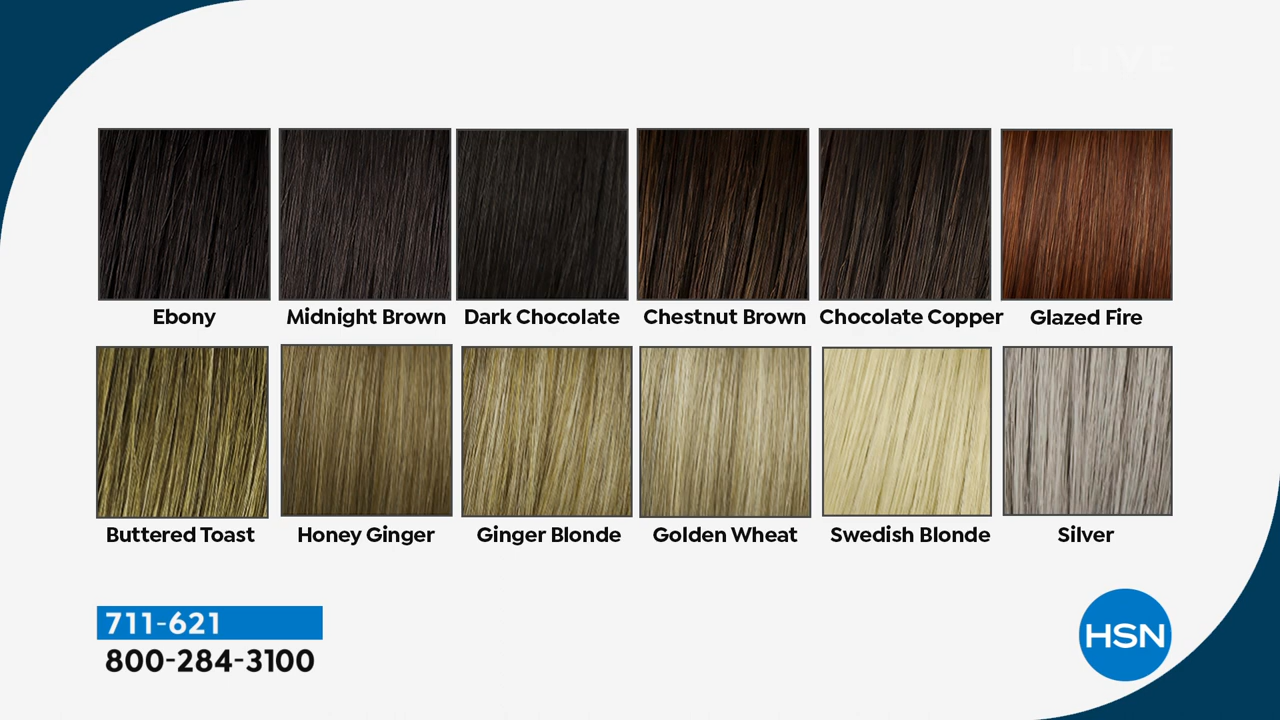 LIVE
Ebony
Midnight Brown
Dark Chocolate
Chestnut Brown
Chocolate Copper
Glazed Fire
Buttered Toast
Honey Ginger
Ginger Blonde
Golden Wheat
Swedish Blonde
Silver
711-621
800-284-3100
HSN